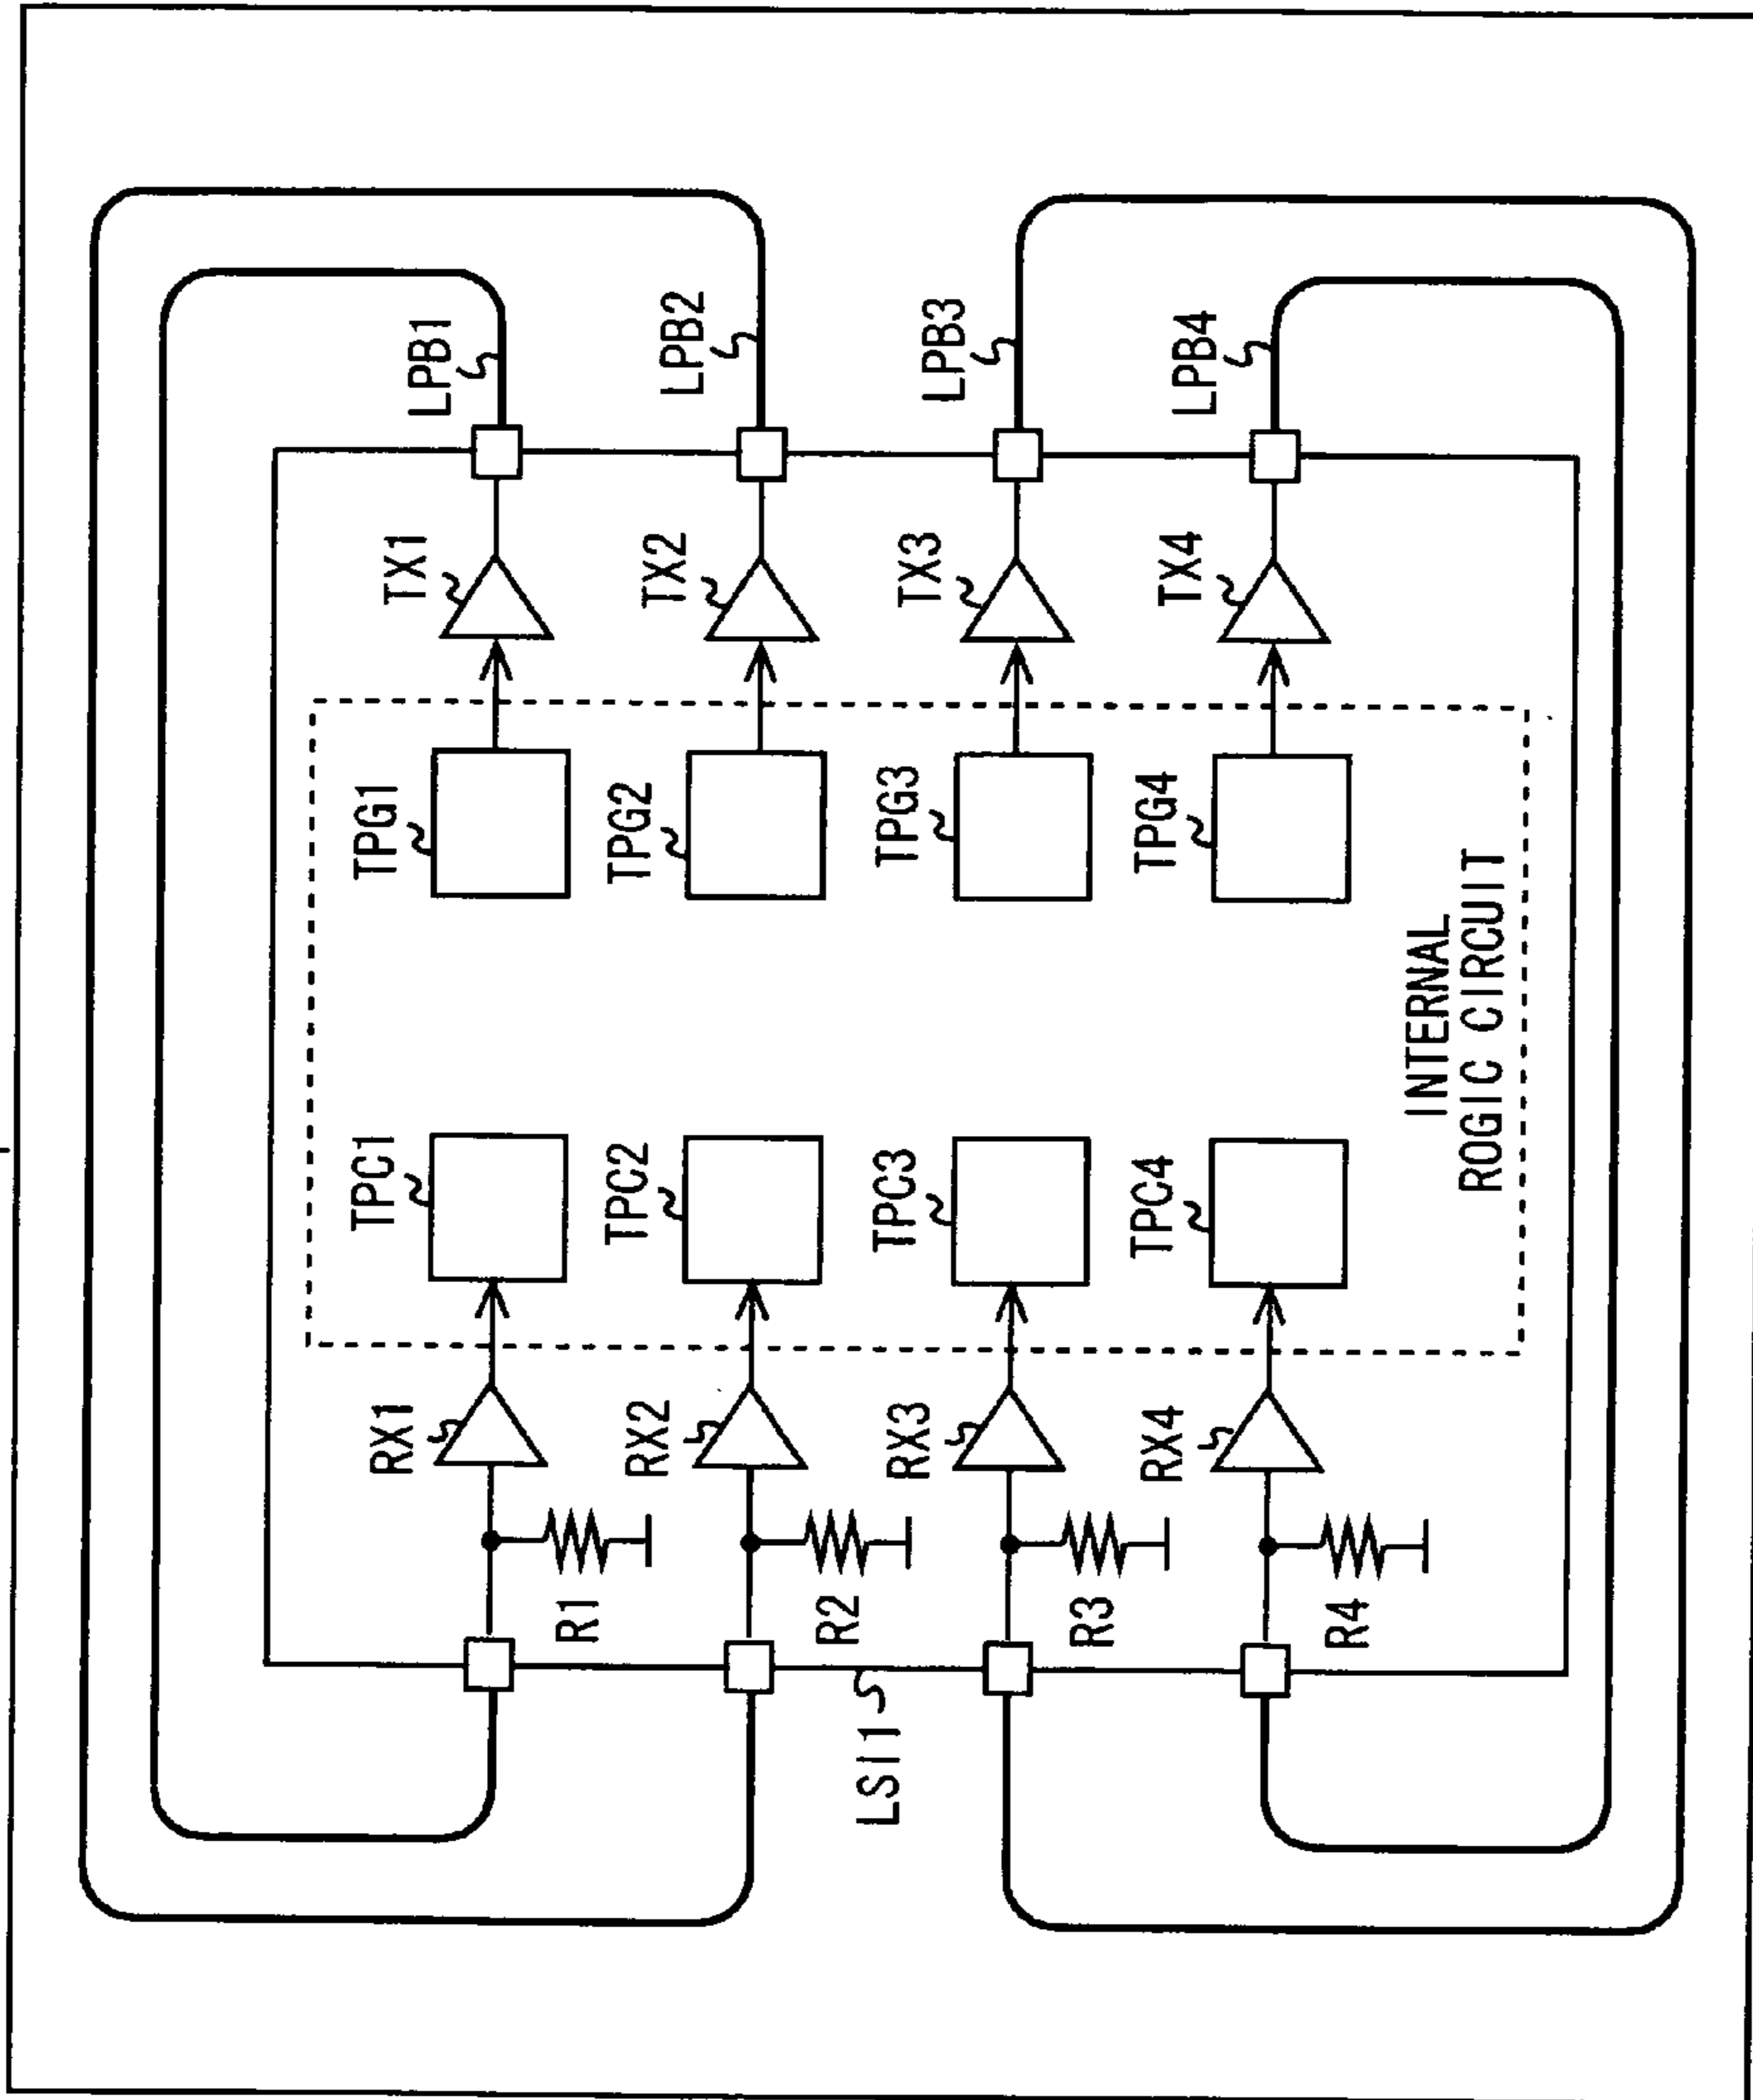 LPB1
LPB2
LPB3
LPB4
TX1
TX2
TX3
TX4
TPG1
TPG2
TPG3
TPG4
INTERNAL
ROGIC CIRCUIT
TPC1
TPC2
TPC3
TPC4
RX1
RX2
RX3
RX4
R1
R2
R3
R4
LSI1